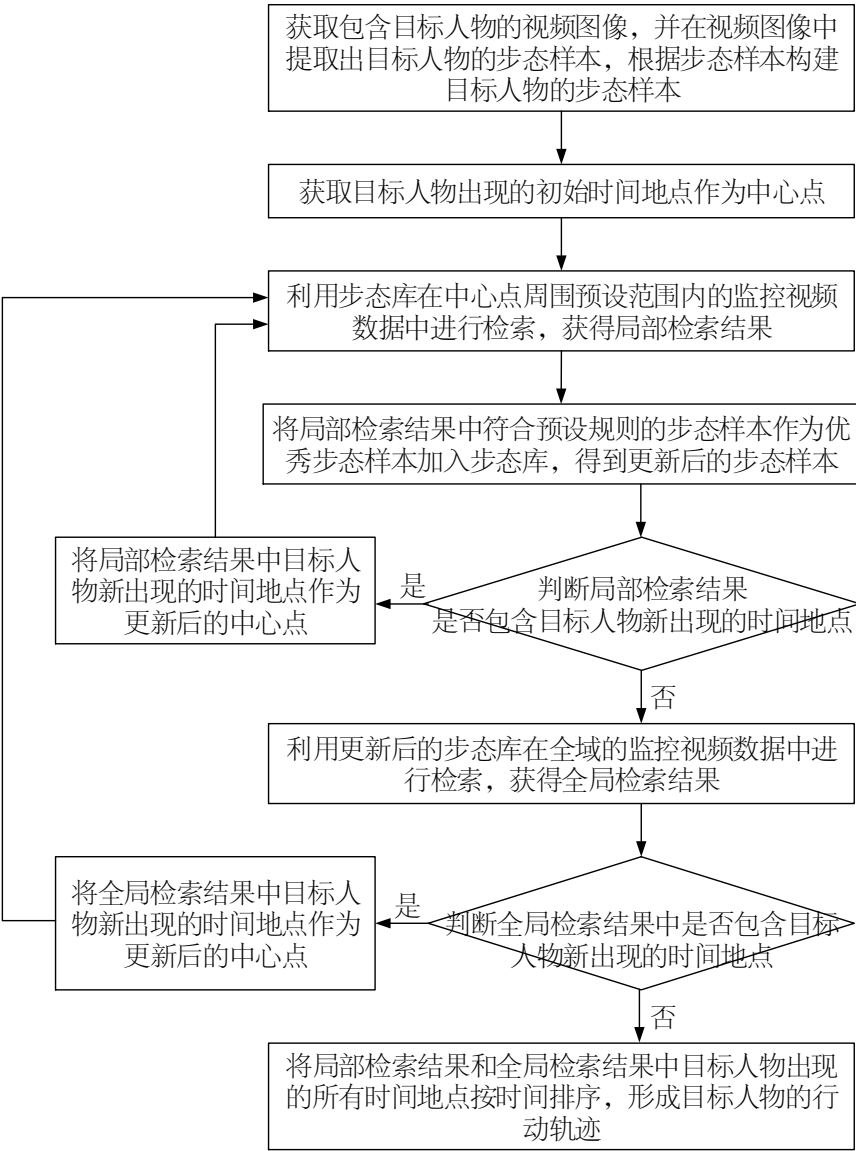 获取包含目标人物的视频图像，并在视频图像中
提取出目标人物的步态样本，根据步态样本构建
目标人物的步态样本
获取目标人物出现的初始时间地点作为中心点
利用步态库在中心点周围预设范围内的监控视频
数据中进行检索，获得局部检索结果
将局部检索结果中符合预设规则的步态样本作为优
秀步态样本加入步态库，得到更新后的步态样本
将局部检索结果中目标人
物新出现的时间地点作为
更新后的中心点
是
判断局部检索结果
是否包含目标人物新出现的时间地点
否
利用更新后的步态库在全域的监控视频数据中进
行检索，获得全局检索结果
将全局检索结果中目标人
物新出现的时间地点作为
更新后的中心点
是
判断全局检索结果中是否包含目标
人物新出现的时间地点
否
将局部检索结果和全局检索结果中目标人物出现
的所有时间地点按时间排序，形成目标人物的行
动轨迹